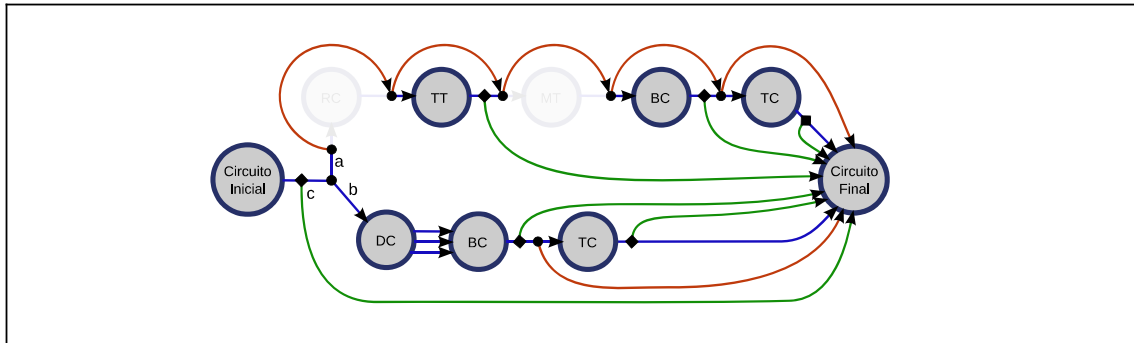 RC
TT
MT
BC
TC
a
Circuito
Inicial
c
b
Circuito
Final
DC
BC
TC